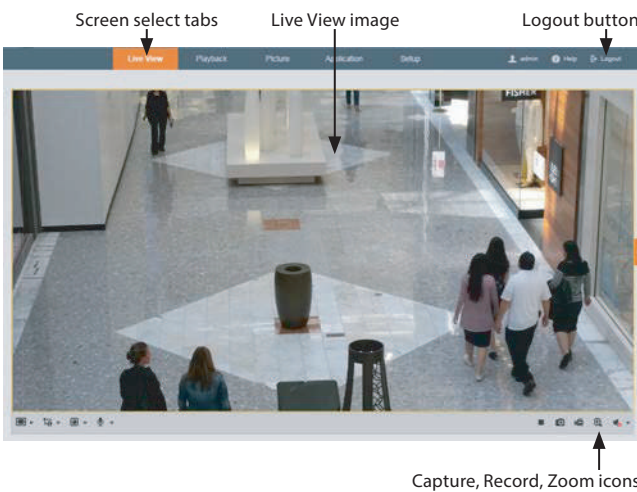 Screen select tabs
Live View image
Logout button
Live View
Playback
Picture
Application
Setup
admin
Help
Logout
FISHER
Capture, Record, Zoom icons